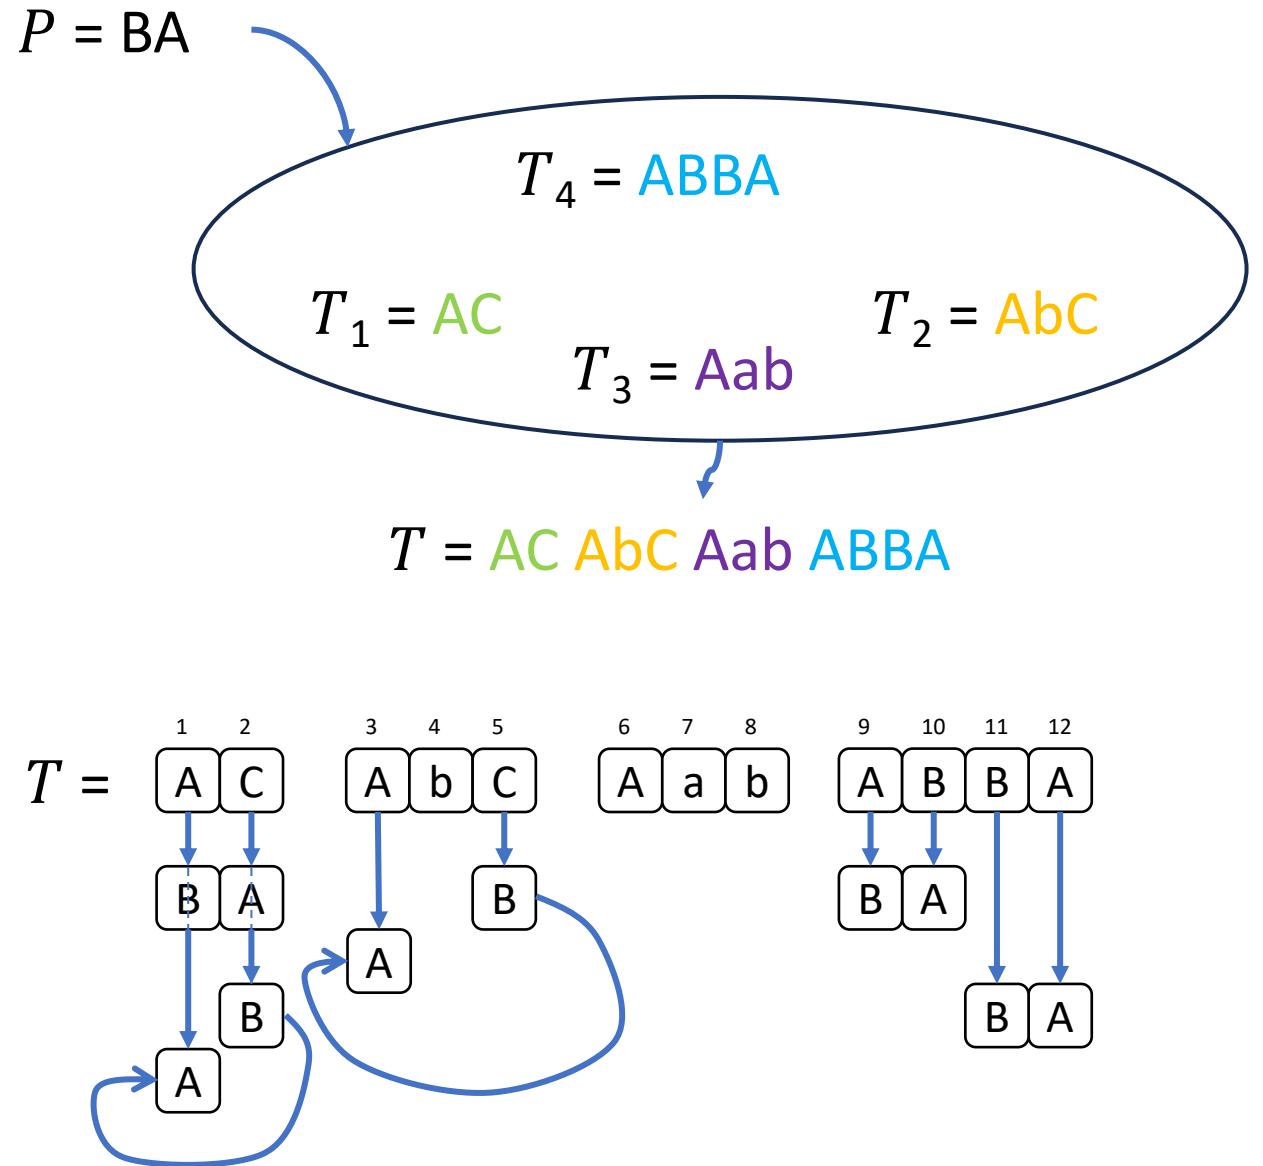 P = BA
T4 = ABBA
T1 = AC
T2 = AbC
T3 = Aab
T = AC AbC Aab ABBA
1 2 3 4 5 6 7 8 9 10 11 12
T = A C A b C A a b A B B A
B A B B A
A
B B A
A